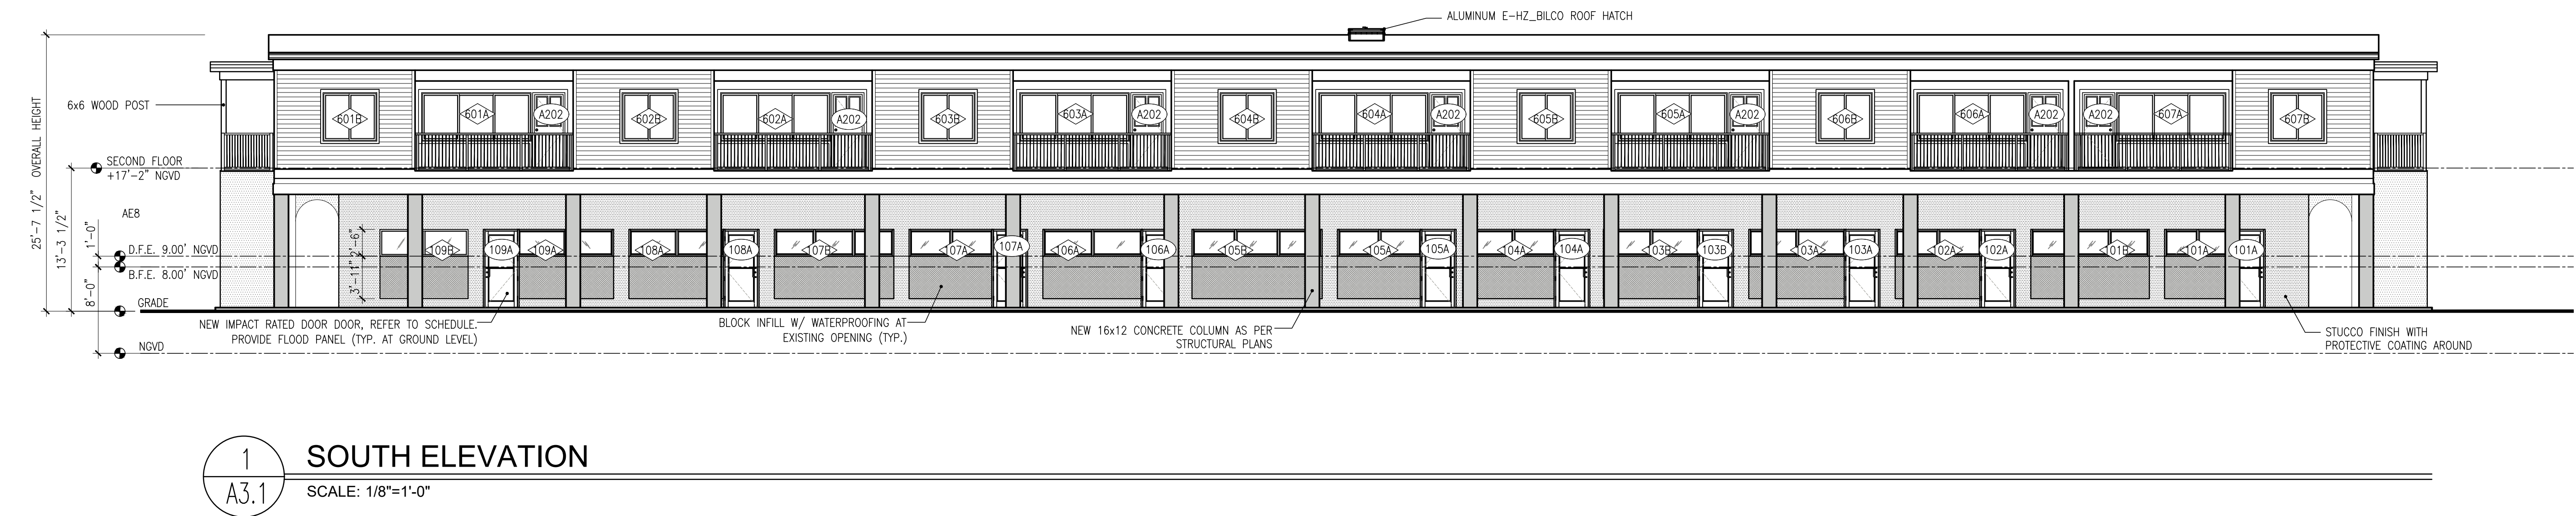 ALUMINUM E-HZ_BILCO ROOF HATCH
6x6 WOOD POST
25'-7 1/2" OVERALL HEIGHT
601B 601A A202 602B 602A A202 603B 603A A202 604B 604A A202 605B 605A A202 606B 606A A202 A202 607A 607B
SECOND FLOOR
+17'-2" NGVD
13'-3 1/2"
AE8
1'-0"
D.F.E. 9.00' NGVD
B.F.E. 8.00' NGVD
8'-0"
2'-6"
3'-11"
109B 109A 109A 108A 108A 107B 107A 107A 106A 106A 105B 105A 105A 104A 104A 103B 103B 103A 103A 102A 102A 101B 101A 101A
GRADE
NEW IMPACT RATED DOOR DOOR, REFER TO SCHEDULE.
PROVIDE FLOOD PANEL (TYP. AT GROUND LEVEL)
BLOCK INFILL W/ WATERPROOFING AT
EXISTING OPENING (TYP.)
NEW 16x12 CONCRETE COLUMN AS PER
STRUCTURAL PLANS
STUCCO FINISH WITH
PROTECTIVE COATING AROUND
NGVD
1
A3.1
SOUTH ELEVATION
SCALE: 1/8"=1'-0"